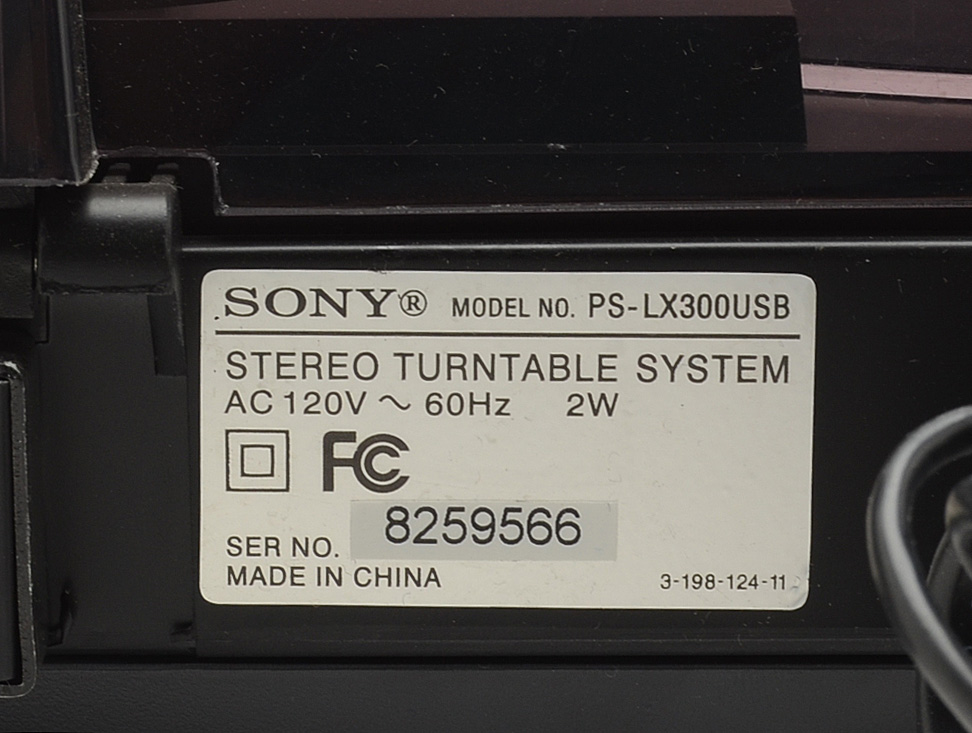 SONY® MODEL NO. PS-LX300USB
STEREO TURNTABLE SYSTEM
AC 120V ~ 60Hz 2W
FC
SER NO. 8259566
MADE IN CHINA 3-198-124-11